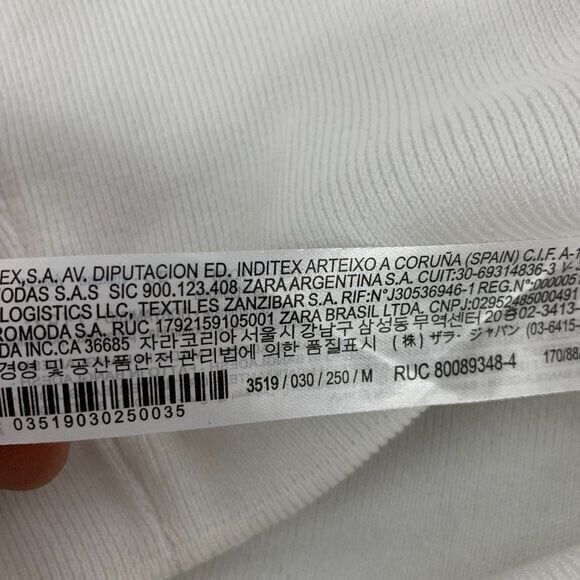 EX,S.A. AV. DIPUTACION ED. INDITEX ARTEIXO A CORUÑA (SPAIN) C.I.F. A-1
ODAS S.A.S SIC 900.123.408 ZARA ARGENTINA S.A. CUIT:30-69314836-3 V
LOGISTICS LLC, TEXTILES ZANZIBAR S.A. RIF:NºJ30536946-1 REG.Nº:000005
ROMODA S.A. RUC 1792159105001 ZARA BRASIL LTDA. CNPJ:02952485000491
DA INC.CA 36685 자라코리아 서울시 강남구 삼성동 무역센터 20층 02-3413-
경영 및 공산품안전관리법에 의한 품질표시 (株) ザラ・ジャパン (03-6415-
3519 / 030 / 250 / M RUC 80089348-4 170/88
03519030250035